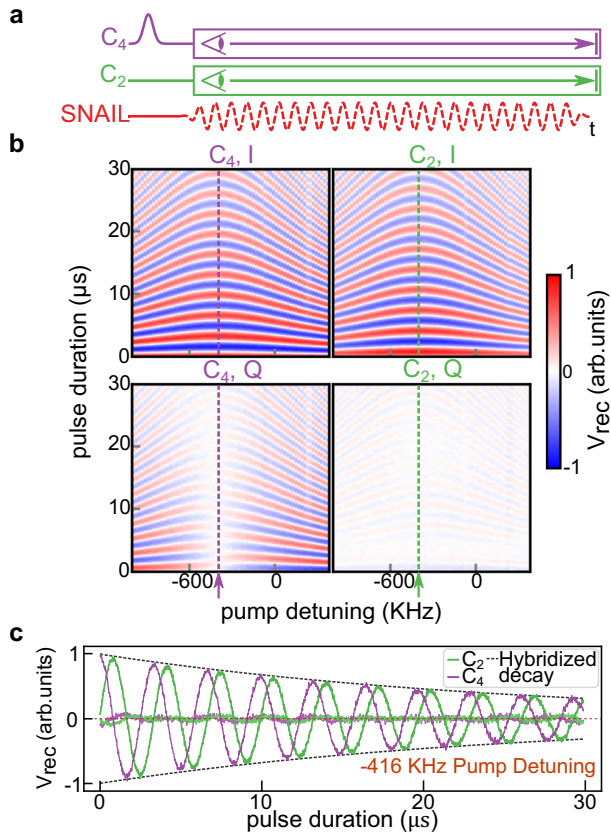 a
C4
C2
SNAIL
t
b
C4, I
C2, I
30
20
10
0
C4, Q
C2, Q
30
20
10
0
-600
0
-600
0
pulse duration (μs)
pump detuning (KHz)
1
0
-1
Vrec (arb.units)
c
1
0
-1
Vrec (arb.units)
C2
Hybridized
C4
decay
-416 KHz Pump Detuning
0
10
20
30
pulse duration (μs)